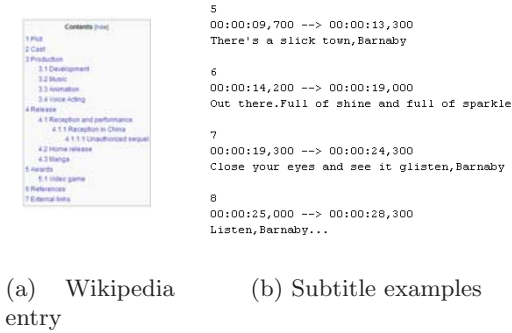 Contents [hide]
1 Plot
2 Cast
3 Production
3.1 Development
3.2 Music
3.3 Animation
3.4 Voice Acting
4 Release
4.1 Reception and performance
4.1.1 Reception in China
4.1.1.1 Unauthorized sequel
4.2 Home release
4.3 Manga
5 Awards
5.1 Video game
6 References
7 External links
5
00:00:09,700 --> 00:00:13,300
There's a slick town,Barnaby
6
00:00:14,200 --> 00:00:19,000
Out there.Full of shine and full of sparkle
7
00:00:19,300 --> 00:00:24,300
Close your eyes and see it glisten,Barnaby
8
00:00:25,000 --> 00:00:28,300
Listen,Barnaby...
(a) Wikipedia
entry
(b) Subtitle examples